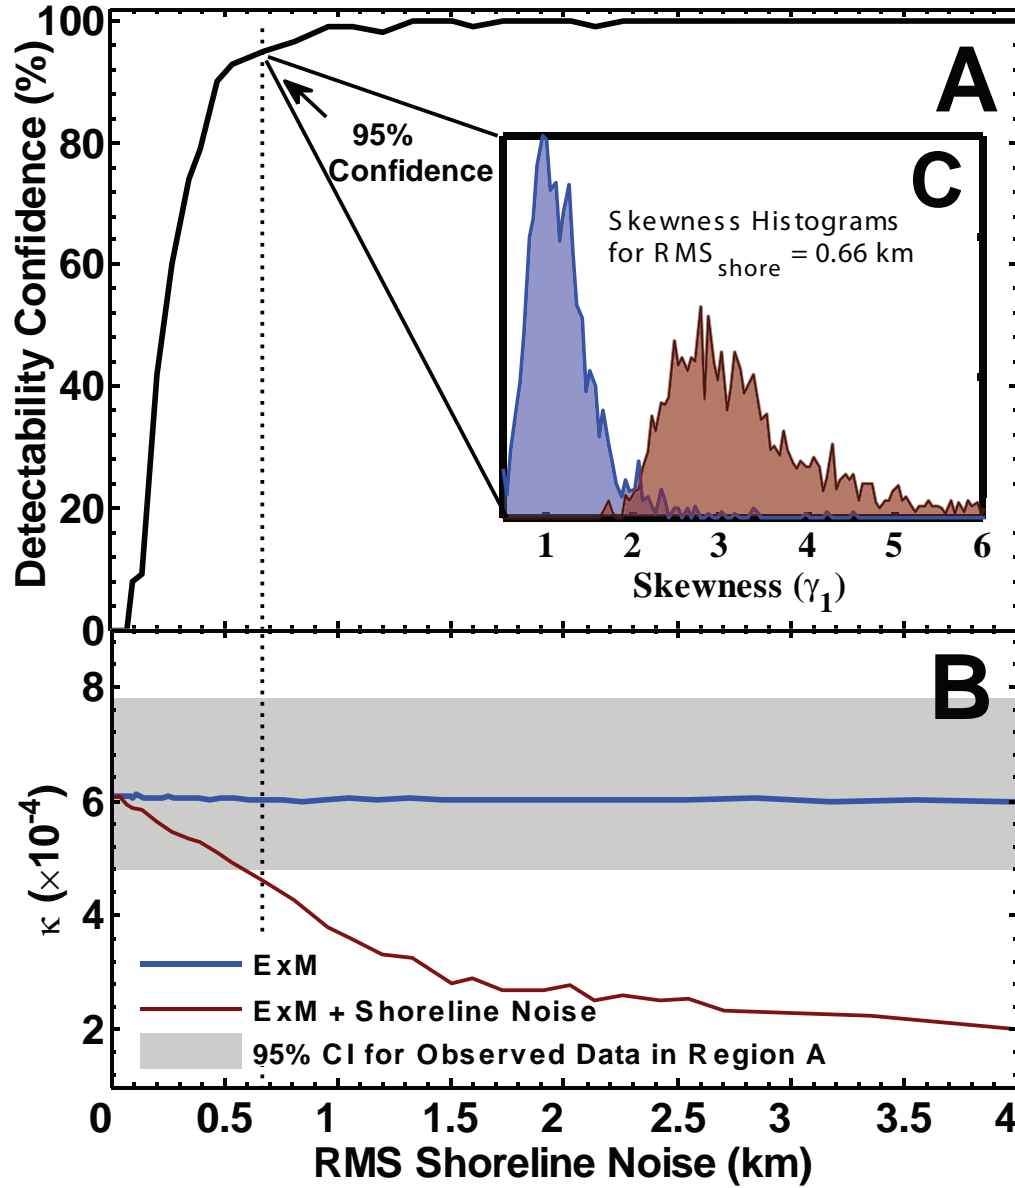 100
80
60
40
20
0
Detectability Confidence (%)
A
95%
Confidence
C
Skewness Histograms
for RMS shore = 0.66 km
1 2 3 4 5 6
Skewness (γ1)
B
8
6
4
2
κ (×10-4)
ExM
ExM + Shoreline Noise
95% CI for Observed Data in Region A
0 0.5 1 1.5 2 2.5 3 3.5 4
RMS Shoreline Noise (km)